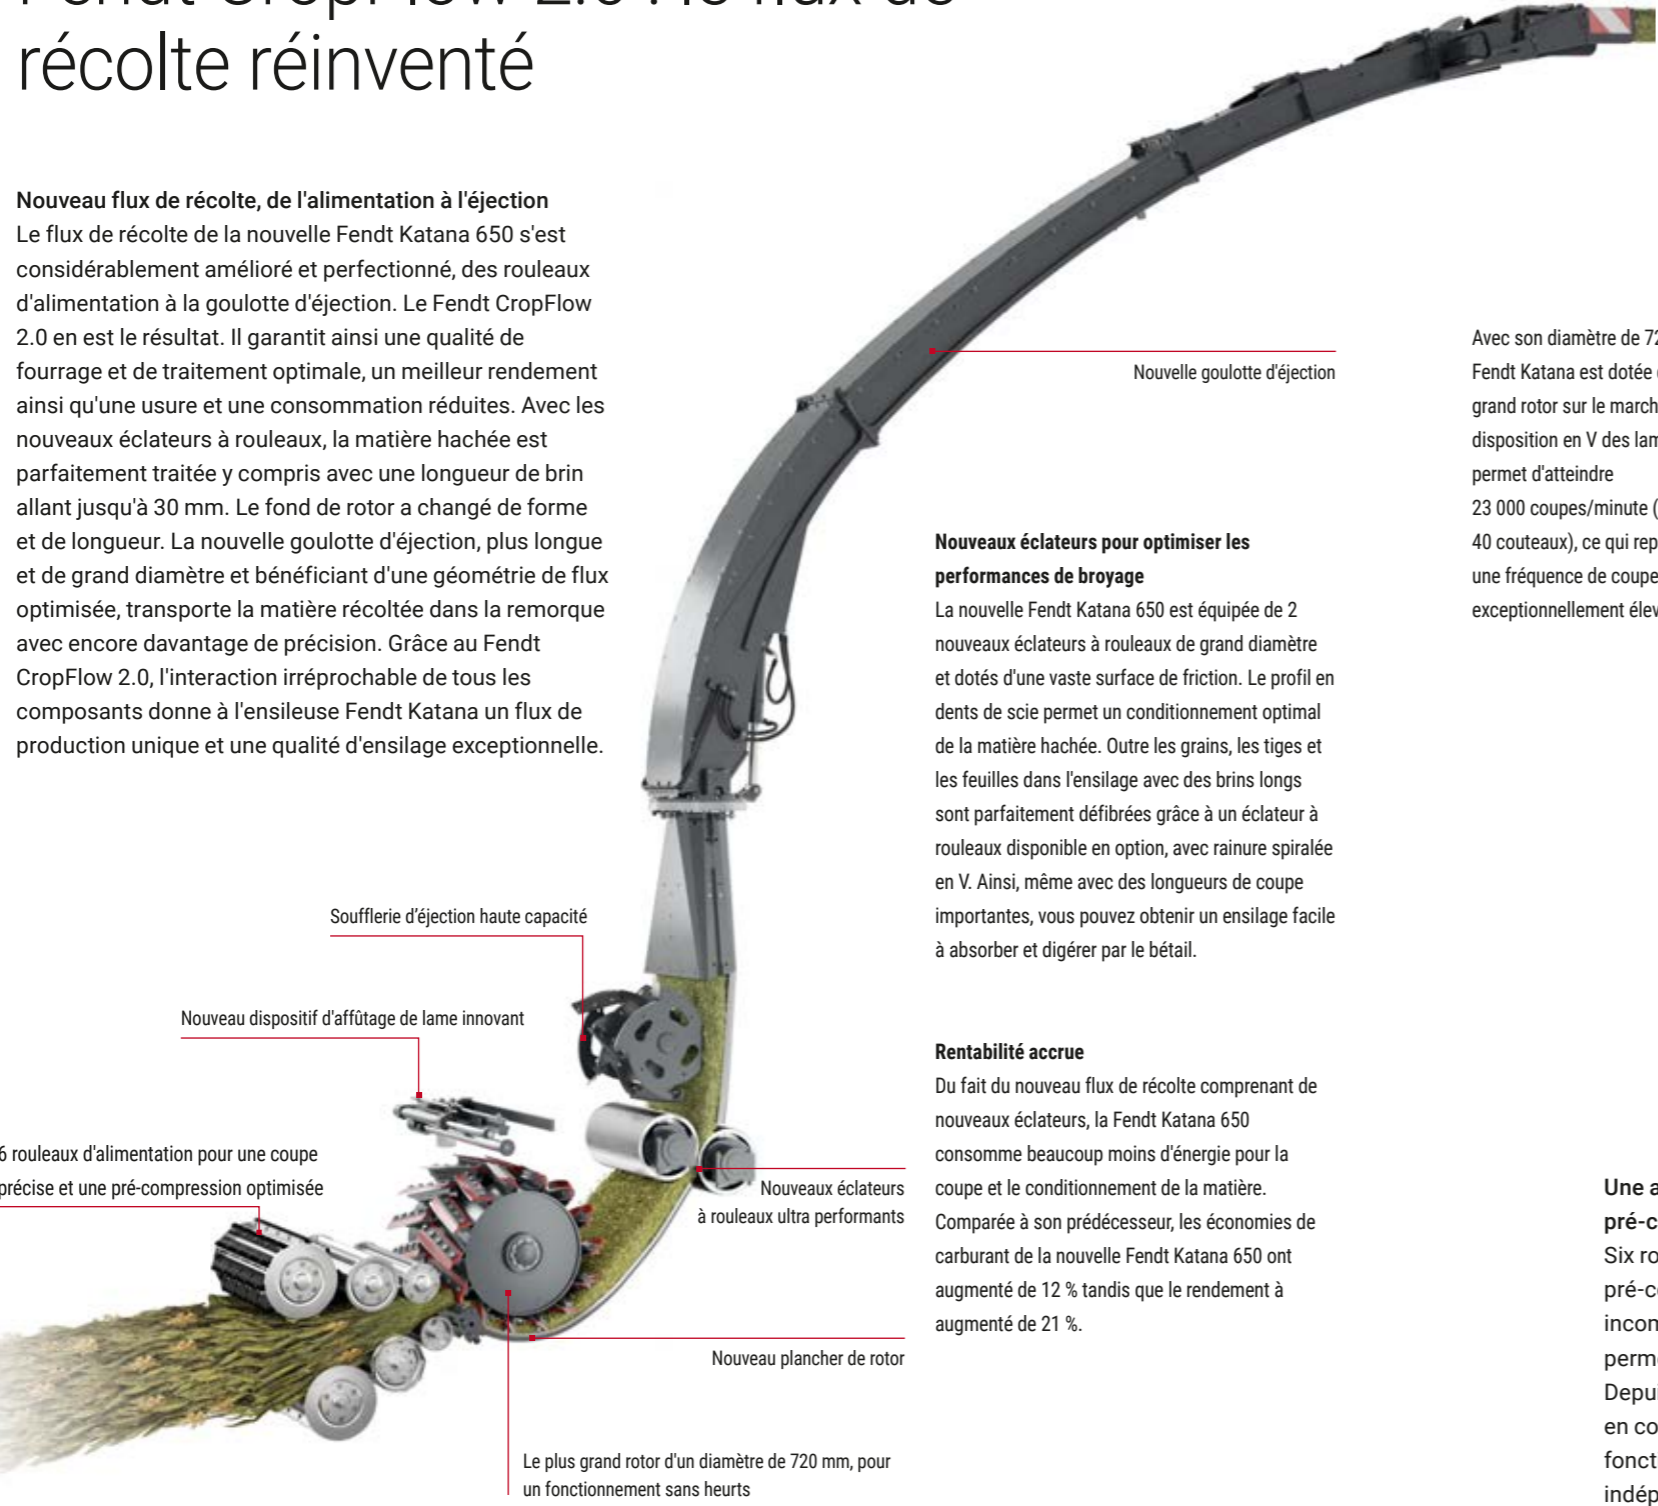 Fendt CropFlow 2.0 : le flux de
récolte réinventé
Nouveau flux de récolte, de l'alimentation à l'éjection
Le flux de récolte de la nouvelle Fendt Katana 650 s'est
considérablement amélioré et perfectionné, des rouleaux
d'alimentation à la goulotte d'éjection. Le Fendt CropFlow
2.0 en est le résultat. Il garantit ainsi une qualité de
fourrage et de traitement optimale, un meilleur rendement
ainsi qu'une usure et une consommation réduites. Avec les
nouveaux éclateurs à rouleaux, la matière hachée est
parfaitement traitée y compris avec une longueur de brin
allant jusqu'à 30 mm. Le fond de rotor a changé de forme
et de longueur. La nouvelle goulotte d'éjection, plus longue
et de grand diamètre et bénéficiant d'une géométrie de flux
optimisée, transporte la matière récoltée dans la remorque
avec encore davantage de précision. Grâce au Fendt
CropFlow 2.0, l'interaction irréprochable de tous les
composants donne à l'ensileuse Fendt Katana un flux de
production unique et une qualité d'ensilage exceptionnelle.
Nouvelle goulotte d'éjection
Soufflerie d'éjection haute capacité
Nouveau dispositif d'affûtage de lame innovant
6 rouleaux d'alimentation pour une coupe
précise et une pré-compression optimisée
Nouveaux éclateurs
à rouleaux ultra performants
Nouveau plancher de rotor
Le plus grand rotor d'un diamètre de 720 mm, pour
un fonctionnement sans heurts
Nouveaux éclateurs pour optimiser les
performances de broyage
La nouvelle Fendt Katana 650 est équipée de 2
nouveaux éclateurs à rouleaux de grand diamètre
et dotés d'une vaste surface de friction. Le profil en
dents de scie permet un conditionnement optimal
de la matière hachée. Outre les grains, les tiges et
les feuilles dans l'ensilage avec des brins longs
sont parfaitement défibrées grâce à un éclateur à
rouleaux disponible en option, avec rainure spiralée
en V. Ainsi, même avec des longueurs de coupe
importantes, vous pouvez obtenir un ensilage facile
à absorber et digérer par le bétail.
Rentabilité accrue
Du fait du nouveau flux de récolte comprenant de
nouveaux éclateurs, la Fendt Katana 650
consomme beaucoup moins d'énergie pour la
coupe et le conditionnement de la matière.
Comparée à son prédécesseur, les économies de
carburant de la nouvelle Fendt Katana 650 ont
augmenté de 12 % tandis que le rendement à
augmenté de 21 %.
Avec son diamètre de 72
Fendt Katana est dotée
grand rotor sur le march
disposition en V des lam
permet d'atteindre
23 000 coupes/minute (
40 couteaux), ce qui rep
une fréquence de coupe
exceptionnellement élev
Une a
pré-c
Six ro
pré-c
incom
perm
Depui
en co
fonct
indép